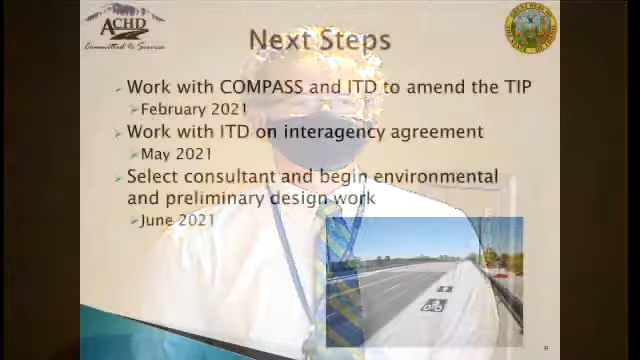 ACHD
Committed to Service
Next Steps
Work with COMPASS and ITD to amend the TIP
February 2021
Work with ITD on interagency agreement
May 2021
Select consultant and begin environmental
and preliminary design work
June 2021